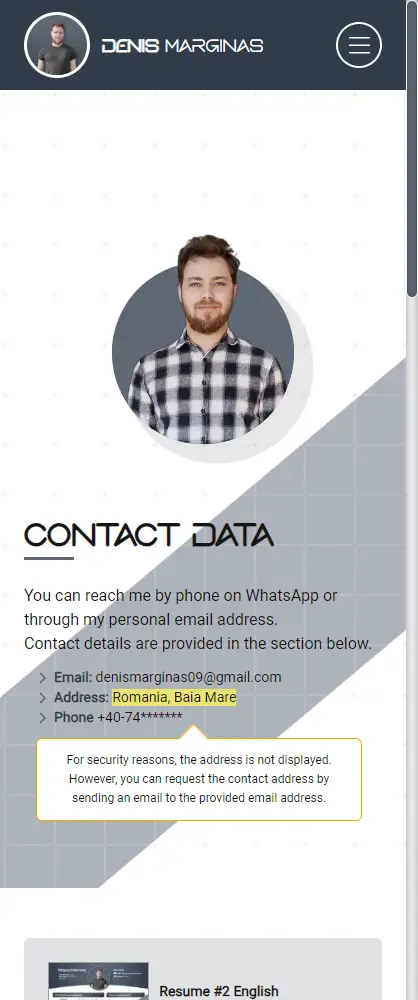 DENIS MARGINAS
CONTACT DATA
You can reach me by phone on WhatsApp or
through my personal email address.
Contact details are provided in the section below.
Email: denismarginas09@gmail.com
Address: Romania, Baia Mare
Phone +40-74*******
For security reasons, the address is not displayed.
However, you can request the contact address by
sending an email to the provided email address.
Resume #2 English